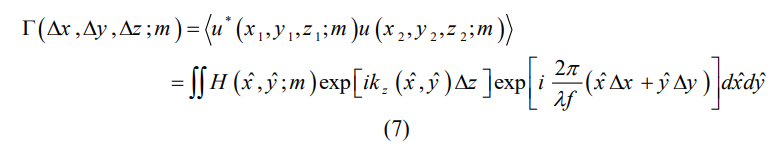 Γ(Δx,Δy,Δz;m)=⟨u*(x₁,y₁,z₁;m)u(x₂,y₂,z₂;m)⟩
=∬H(x̂,ŷ;m)exp[ik_z(x̂,ŷ)Δz]exp[i 2π/λf (x̂Δx+ŷΔy)]dx̂dŷ
(7)